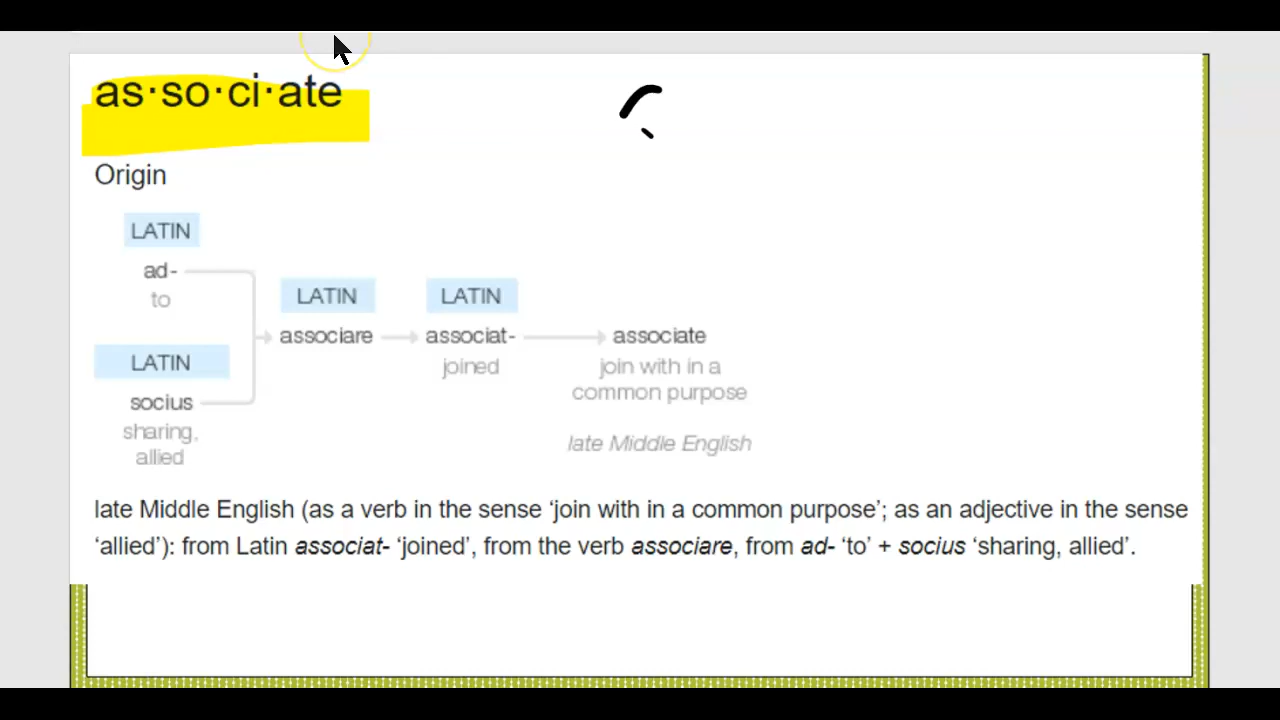 as·so·ci·ate
Origin
LATIN
ad-
to
LATIN
socius
sharing,
allied
LATIN
associare
LATIN
associat-
joined
associate
join with in a
common purpose
late Middle English
late Middle English (as a verb in the sense ‘join with in a common purpose’; as an adjective in the sense
‘allied’): from Latin associat- ‘joined’, from the verb associare, from ad- ‘to’ + socius ‘sharing, allied’.